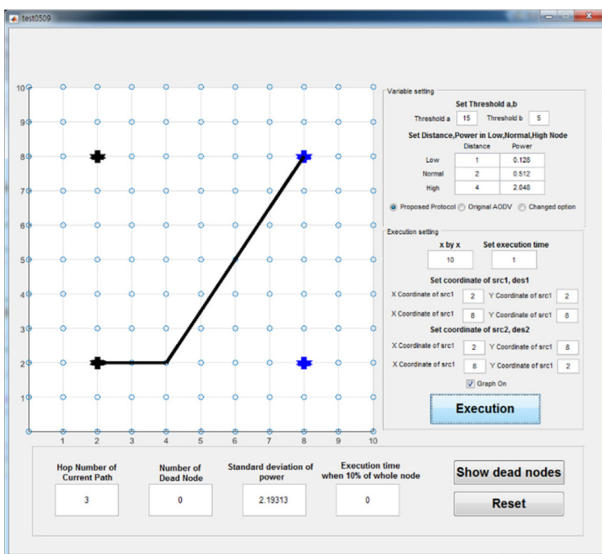 test0509
10
9
8
7
6
5
4
3
2
1
0
1 2 3 4 5 6 7 8 9 10
Variable setting
Set Threshold a,b
Threshold a 15 Threshold b 5
Set Distance,Power in Low,Normal,High Node
Distance Power
Low 1 0.128
Normal 2 0.512
High 4 2.048
Proposed Protocol Original AODV Changed option
Execution setting
x by x Set execution time
10 1
Set coordinate of src1, des1
X Coordinate of src1 2 Y Coordinate of src1 2
X Coordinate of src1 8 Y Coordinate of src1 8
Set coordinate of src2, des2
X Coordinate of src1 2 Y Coordinate of src1 8
X Coordinate of src1 8 Y Coordinate of src1 2
Graph On
Execution
Hop Number of Current Path
3
Number of Dead Node
0
Standard deviation of power
2.19313
Execution time when 10% of whole node
0
Show dead nodes
Reset